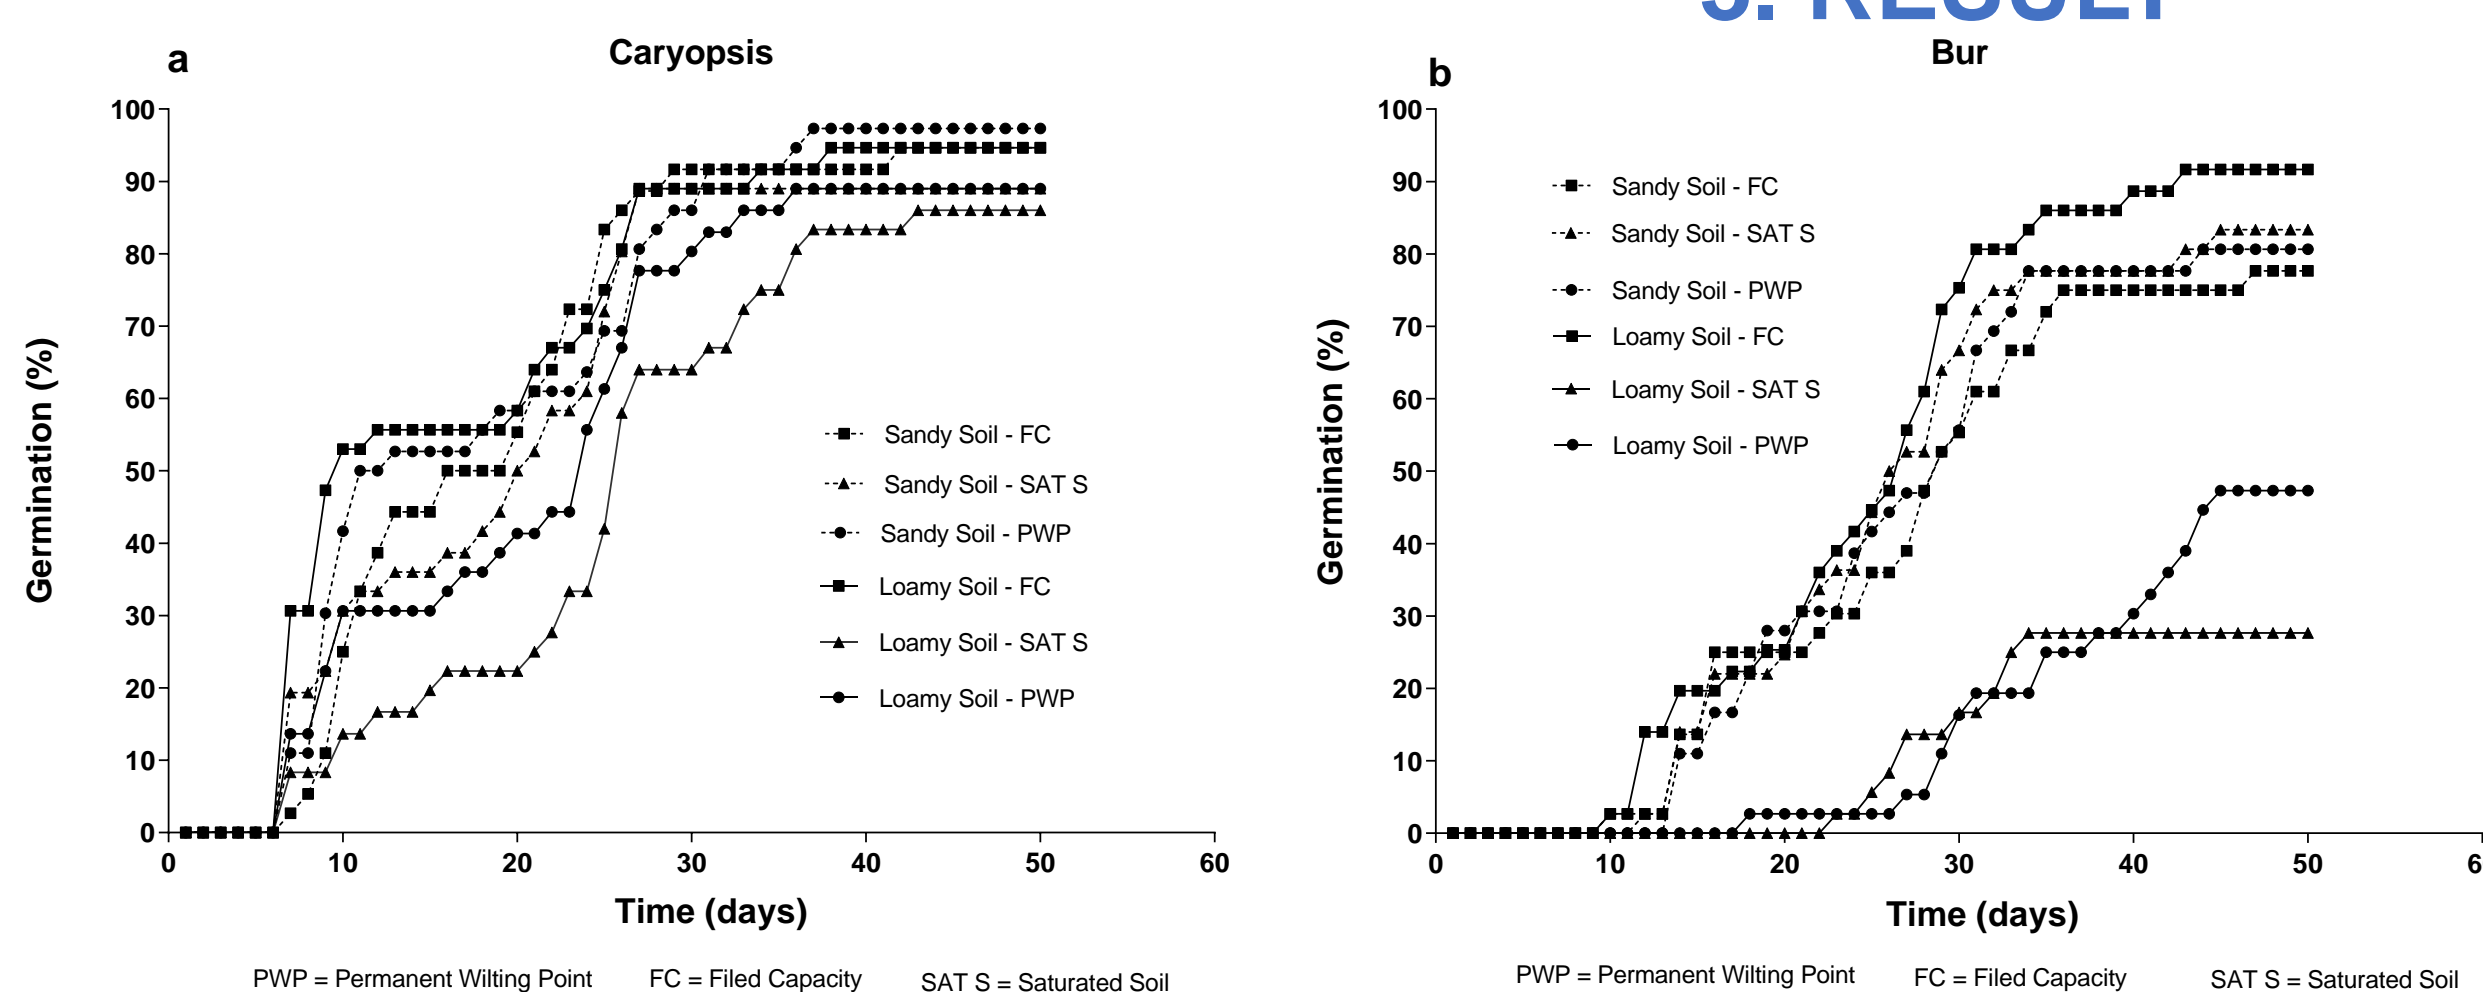 3. RESULT
a
Caryopsis
100
90
80
70
60
50
40
30
20
10
0
0 10 20 30 40 50 60
Germination (%)
Time (days)
Sandy Soil - FC
Sandy Soil - SAT S
Sandy Soil - PWP
Loamy Soil - FC
Loamy Soil - SAT S
Loamy Soil - PWP
PWP = Permanent Wilting Point FC = Filed Capacity SAT S = Saturated Soil
b
Bur
100
90
80
70
60
50
40
30
20
10
0
0 10 20 30 40 50 6
Germination (%)
Time (days)
Sandy Soil - FC
Sandy Soil - SAT S
Sandy Soil - PWP
Loamy Soil - FC
Loamy Soil - SAT S
Loamy Soil - PWP
PWP = Permanent Wilting Point FC = Filed Capacity SAT S = Saturated Soil